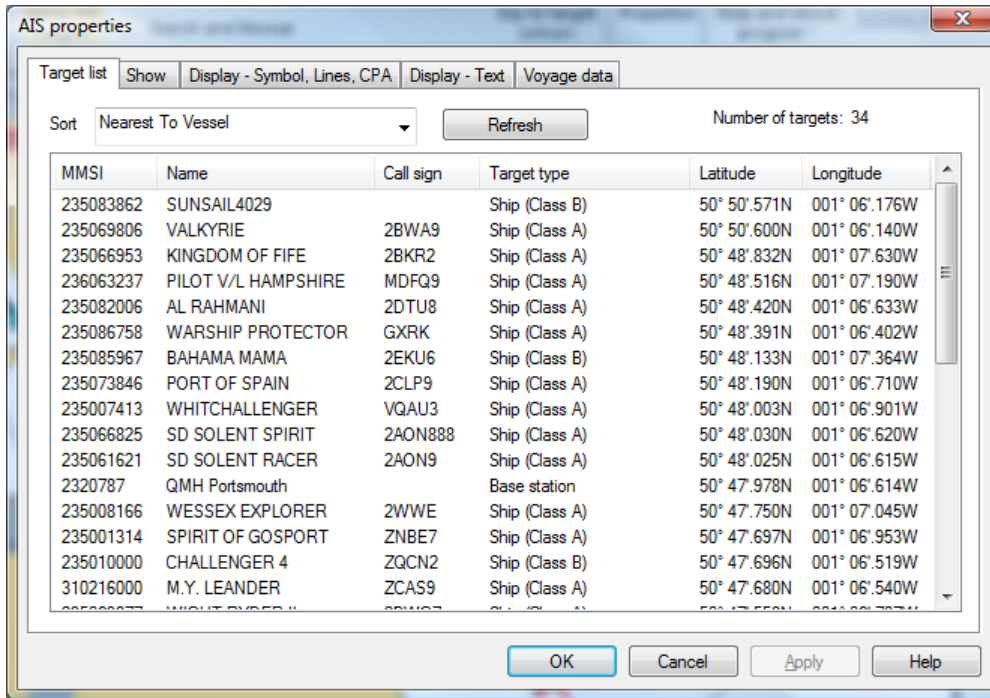 AIS properties
Target list Show Display - Symbol, Lines, CPA Display - Text Voyage data
Sort Nearest To Vessel Refresh Number of targets: 34
MMSI Name Call sign Target type Latitude Longitude
235083862 SUNSAIL4029 Ship (Class B) 50° 50'.571N 001° 06'.176W
235069806 VALKYRIE 2BWA9 Ship (Class A) 50° 50'.600N 001° 06'.140W
235066953 KINGDOM OF FIFE 2BKR2 Ship (Class A) 50° 48'.832N 001° 07'.630W
236063237 PILOT V/L HAMPSHIRE MDFQ9 Ship (Class A) 50° 48'.516N 001° 07'.190W
235082006 AL RAHMANI 2DTU8 Ship (Class A) 50° 48'.420N 001° 06'.633W
235086758 WARSHIP PROTECTOR GXRK Ship (Class A) 50° 48'.391N 001° 06'.402W
235085967 BAHAMA MAMA 2EKU6 Ship (Class B) 50° 48'.133N 001° 07'.364W
235073846 PORT OF SPAIN 2CLP9 Ship (Class A) 50° 48'.190N 001° 06'.710W
235007413 WHITCHALLENGER VQAU3 Ship (Class A) 50° 48'.003N 001° 06'.901W
235066825 SD SOLENT SPIRIT 2AON888 Ship (Class A) 50° 48'.030N 001° 06'.620W
235061621 SD SOLENT RACER 2AON9 Ship (Class A) 50° 48'.025N 001° 06'.615W
2320787 QMH Portsmouth Base station 50° 47'.978N 001° 06'.614W
235008166 WESSEX EXPLORER 2WWE Ship (Class A) 50° 47'.750N 001° 07'.045W
235001314 SPIRIT OF GOSPORT ZNBE7 Ship (Class A) 50° 47'.697N 001° 06'.953W
235010000 CHALLENGER 4 ZQCN2 Ship (Class B) 50° 47'.696N 001° 06'.519W
310216000 M.Y. LEANDER ZCAS9 Ship (Class A) 50° 47'.680N 001° 06'.540W
OK Cancel Apply Help